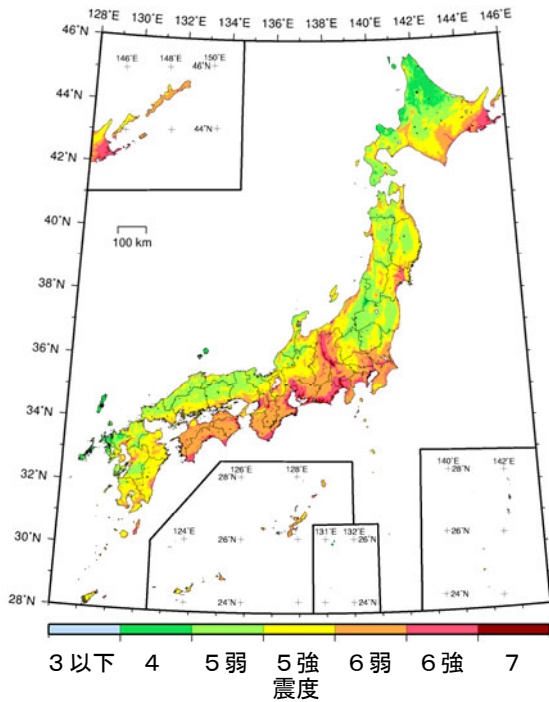 128°E 130°E 132°E 134°E 136°E 138°E 140°E 142°E 144°E 146°E
46°N
44°N
42°N
40°N
38°N
36°N
34°N
32°N
30°N
28°N
146°E 148°E 150°E
46°N
44°N
100 km
126°E 128°E
28°N
124°E
26°N
24°N
131°E 132°E
26°N
24°N
140°E 142°E
28°N
26°N
24°N
3以下 4 5弱 5強 6弱 6強 7
震度